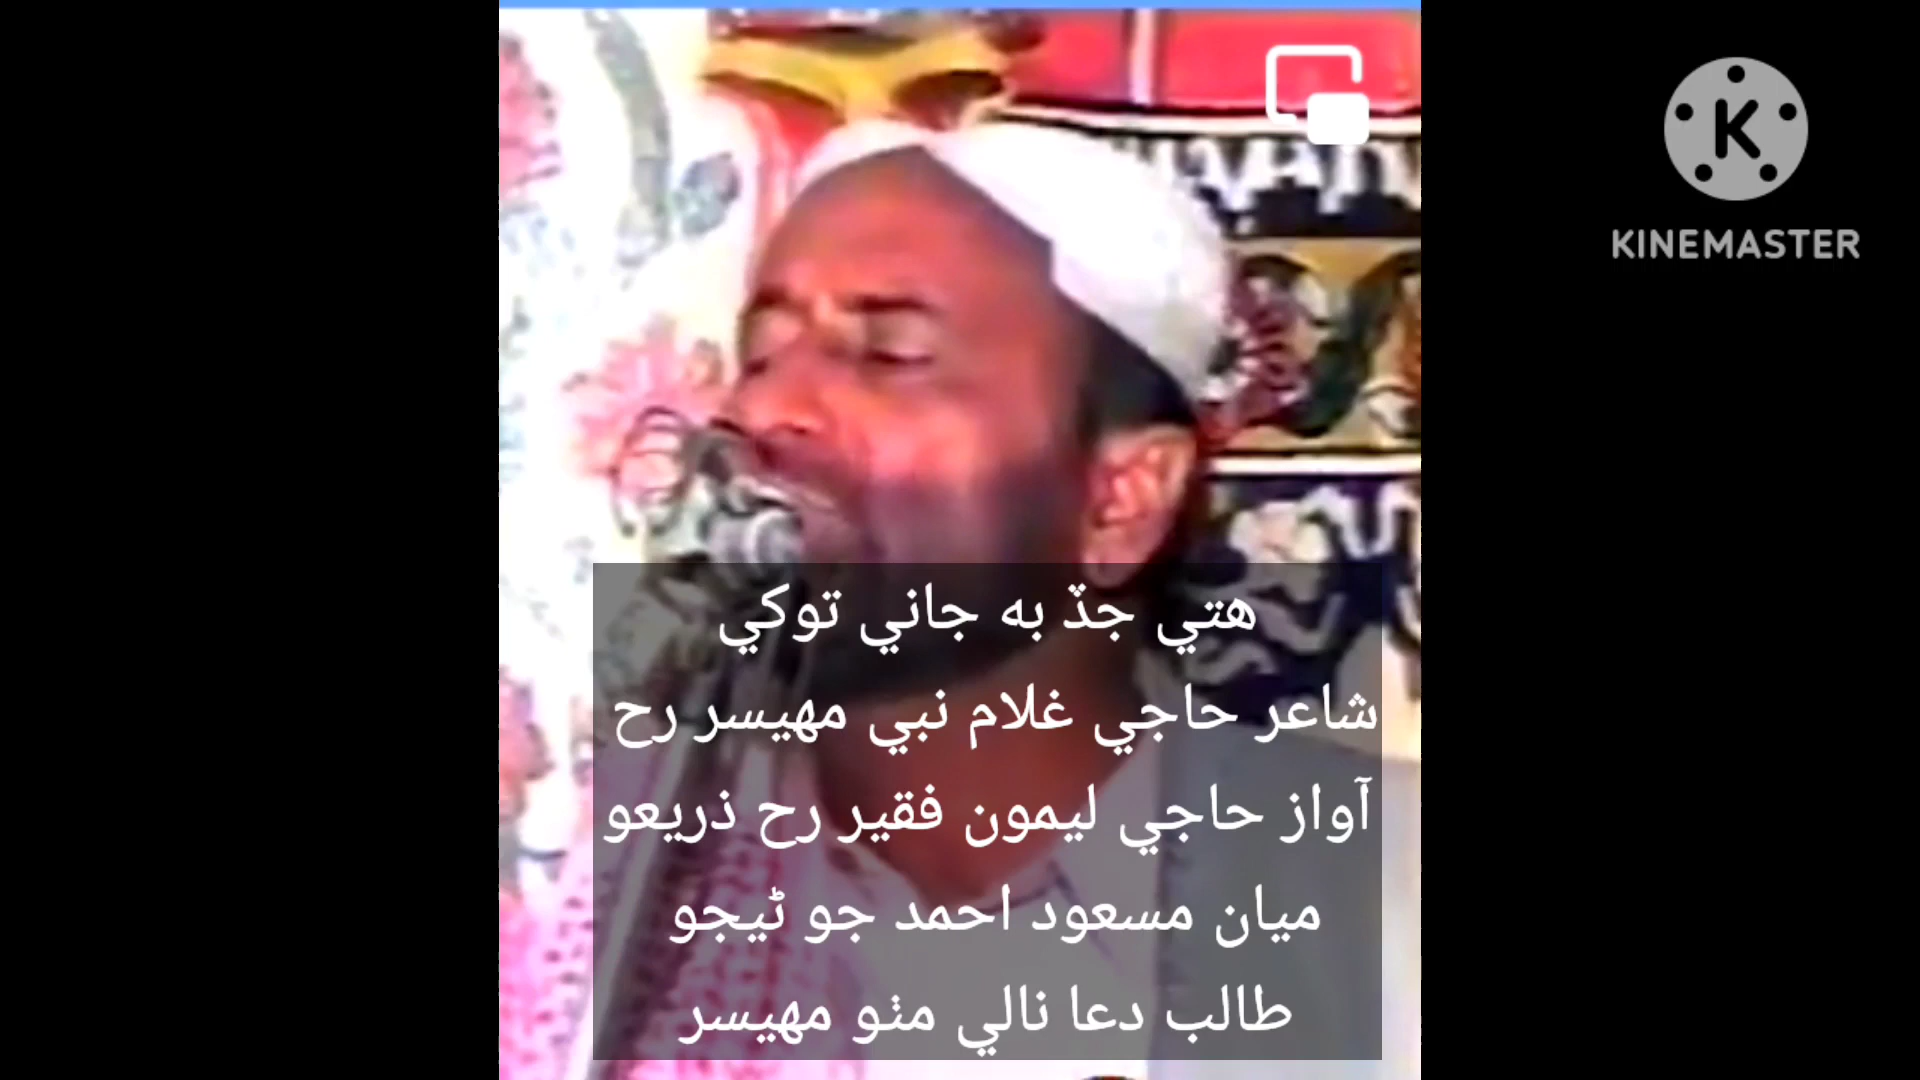 هتي جڏ به جاني توکي
شاعر حاجي غلام نبي مهيسر رح
آواز حاجي ليمون فقير رح ذريعو
ميان مسعود احمد جو ٹيجو
طالب دعا نالي مٺو مهيسر
KINEMASTER